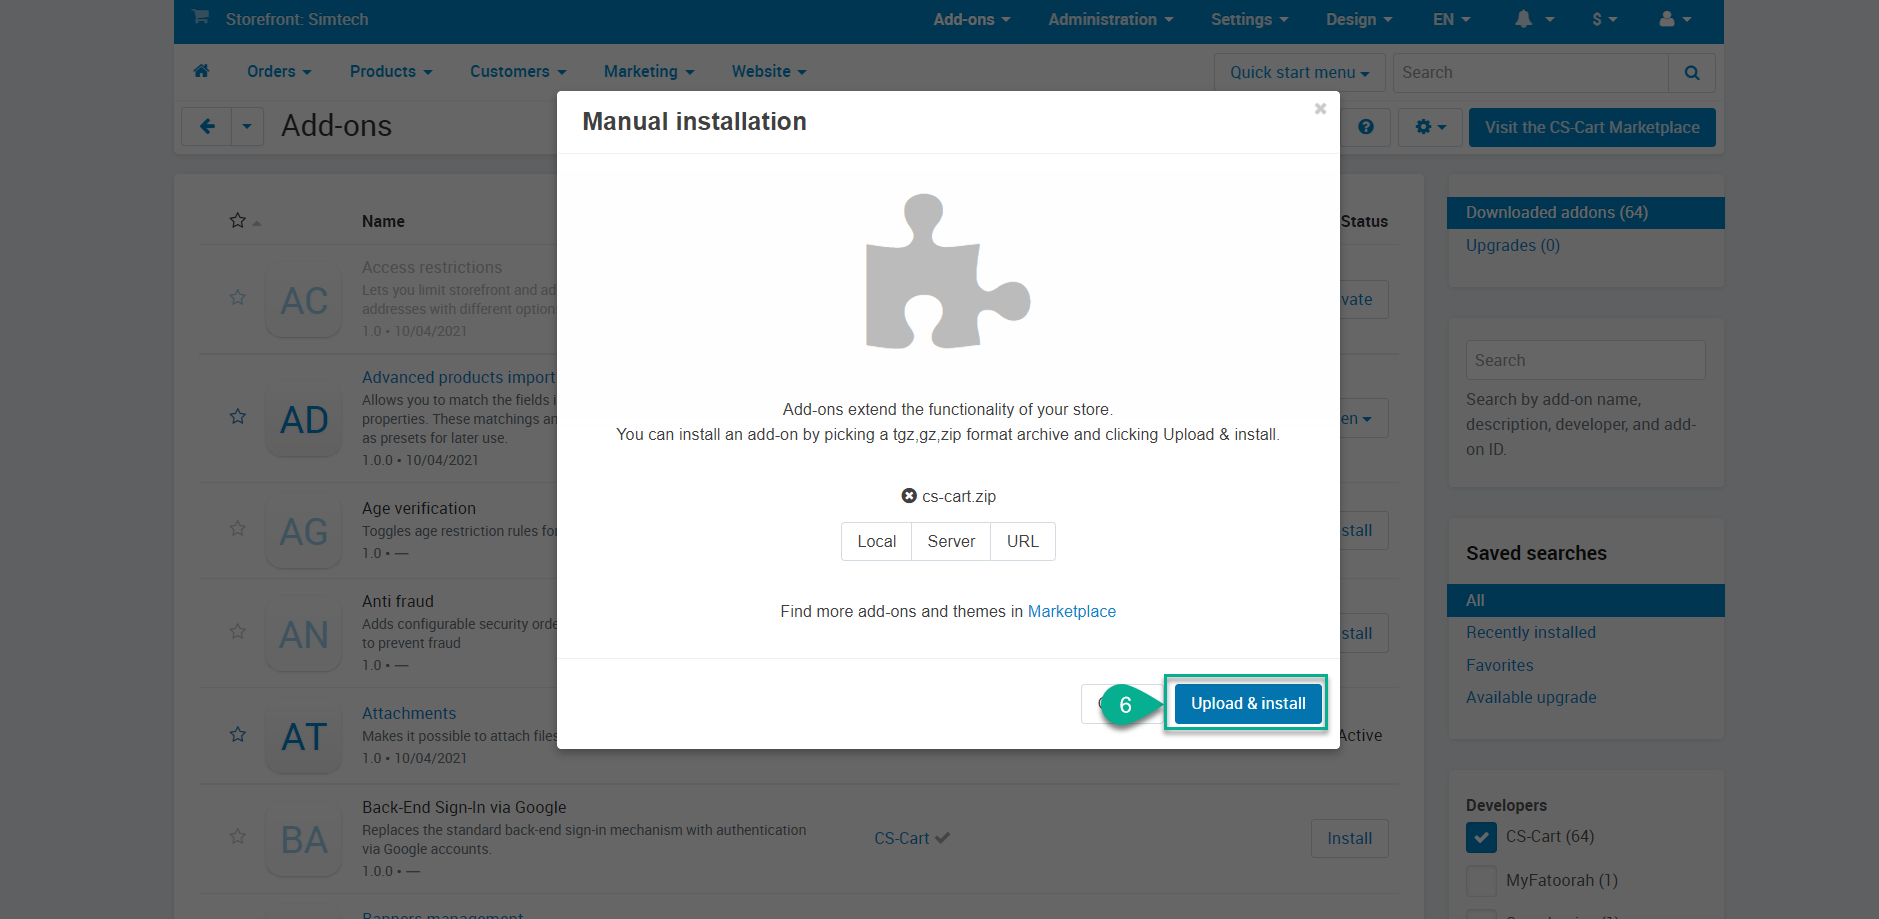 Storefront: Simtech
Add-ons
Administration
Settings
Design
EN
$
Orders
Products
Customers
Marketing
Website
Quick start menu
Search
Add-ons
Visit the CS-Cart Marketplace
Manual installation
Add-ons extend the functionality of your store.
You can install an add-on by picking a tgz,gz,zip format archive and clicking Upload & install.
cs-cart.zip
Local
Server
URL
Find more add-ons and themes in Marketplace
6
Upload & install
Name
Status
AC
Access restrictions
Lets you limit storefront and
addresses with different
1.0 • 10/04/2021
AD
Advanced products import
Allows you to match the fields
properties. These matchings
as presets for later use.
1.0.0 • 10/04/2021
AG
Age verification
Toggles age restriction rules
1.0 • —
AN
Anti fraud
Adds configurable security
to prevent fraud
1.0 • —
AT
Attachments
Makes it possible to attach
1.0 • 10/04/2021
Active
BA
Back-End Sign-In via Google
Replaces the standard back-end sign-in mechanism with authentication
via Google accounts.
1.0.0 • —
CS-Cart
Install
Banners management
Downloaded addons (64)
Upgrades (0)
Search
Search by add-on name,
description, developer, and add-
on ID.
Saved searches
All
Recently installed
Favorites
Available upgrade
Developers
CS-Cart (64)
MyFatoorah (1)